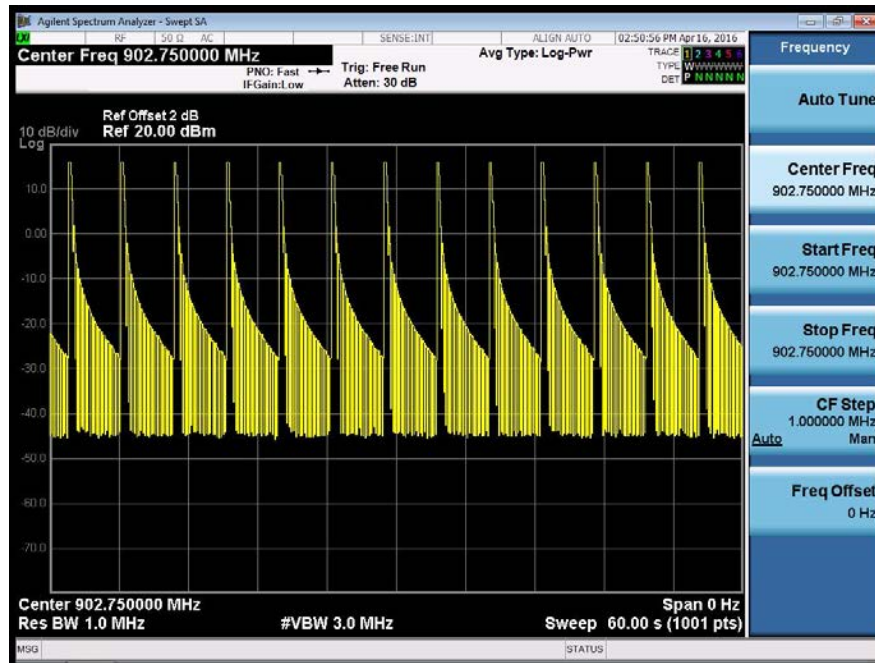 Agilent Spectrum Analyzer - Swept SA
LXI RF 50 Ω AC SENSE:INT ALIGN AUTO 02:50:56 PM Apr 16, 2016
Center Freq 902.750000 MHz
PNO: Fast
IFGain:Low
Trig: Free Run
Atten: 30 dB
Avg Type: Log-Pwr
TRACE 1 2 3 4 5 6
TYPE W W W W W W
DET P N N N N N
Ref Offset 2 dB
10 dB/div Ref 20.00 dBm
Log
10.0
0.00
-10.0
-20.0
-30.0
-40.0
-50.0
-60.0
-70.0
Center 902.750000 MHz Span 0 Hz
Res BW 1.0 MHz #VBW 3.0 MHz Sweep 60.00 s (1001 pts)
MSG STATUS
Frequency
Auto Tune
Center Freq
902.750000 MHz
Start Freq
902.750000 MHz
Stop Freq
902.750000 MHz
CF Step
1.000000 MHz
Auto Man
Freq Offset
0 Hz